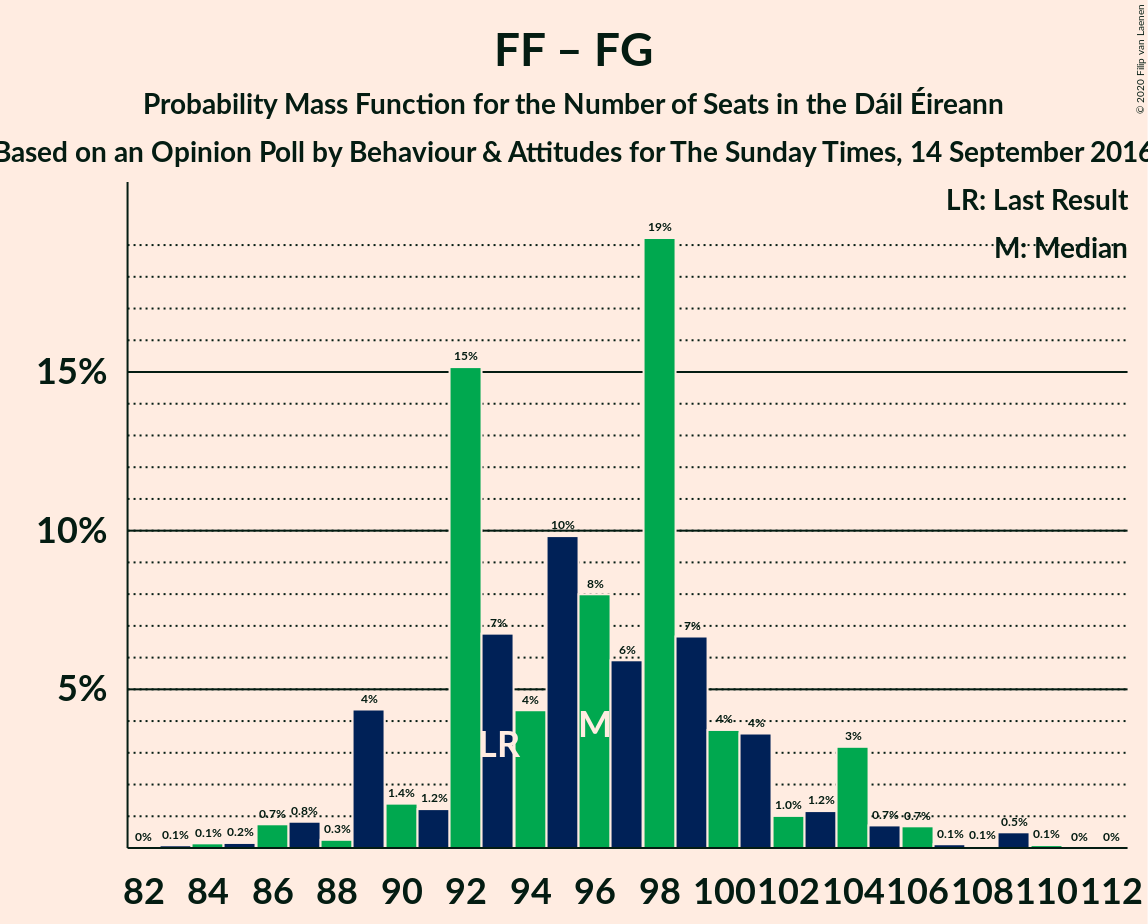 FF – FG
Probability Mass Function for the Number of Seats in the Dáil Éireann
Based on an Opinion Poll by Behaviour & Attitudes for The Sunday Times, 14 September 2016
© 2020 Filip van Laenen
LR: Last Result
M: Median
15%
10%
5%
0% 0.1% 0.1% 0.2% 0.7% 0.8% 0.3% 4% 1.4% 1.2% 15% 7% 4% 10% 8% 6% 19% 7% 4% 4% 1.0% 1.2% 3% 0.7% 0.7% 0.1% 0.1% 0.5% 0.1% 0% 0%
LR M
82 84 86 88 90 92 94 96 98 100 102 104 106 108 110 112